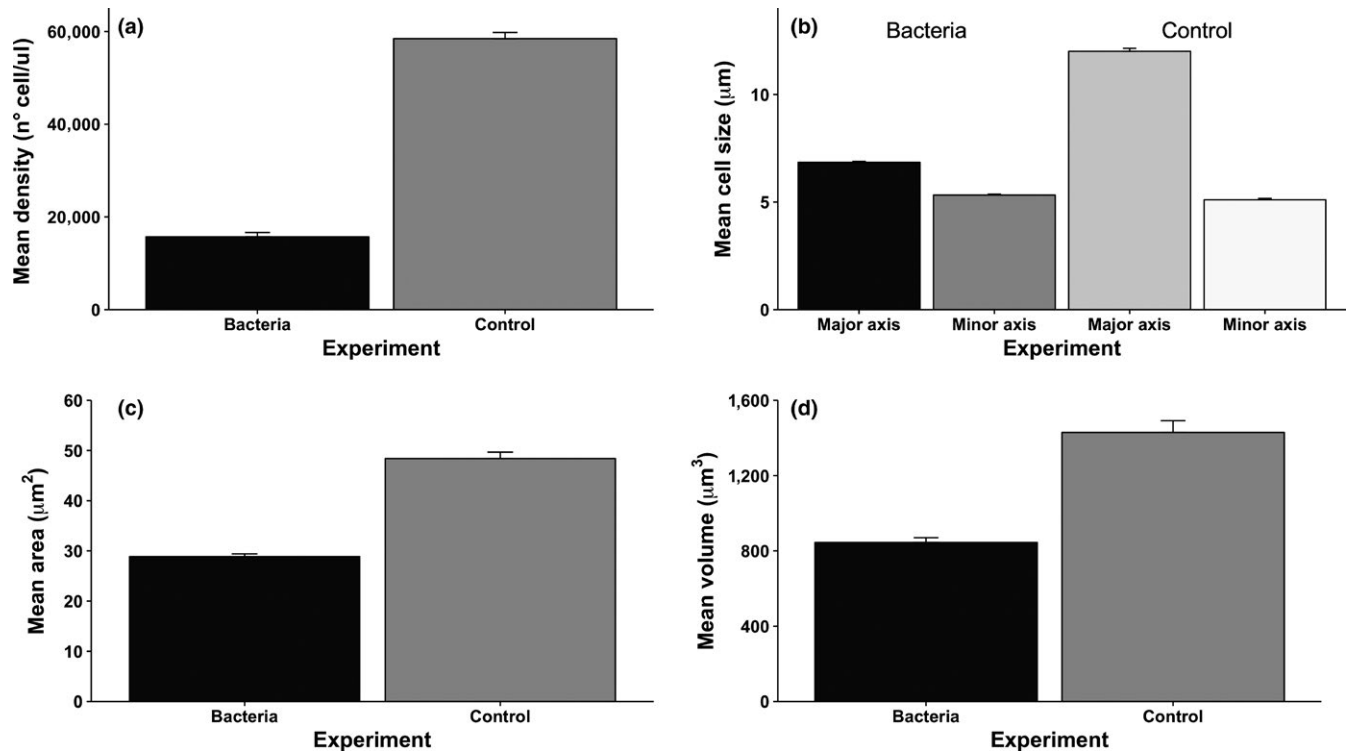 (a)
Mean density (n° cell/ul)
60,000
40,000
20,000
0
Bacteria Control
Experiment
(b)
Bacteria Control
Mean cell size (μm)
10
5
0
Major axis Minor axis Major axis Minor axis
Experiment
(c)
Mean area (μm²)
60
50
40
30
20
10
0
Bacteria Control
Experiment
(d)
Mean volume (μm³)
1,600
1,200
800
400
0
Bacteria Control
Experiment